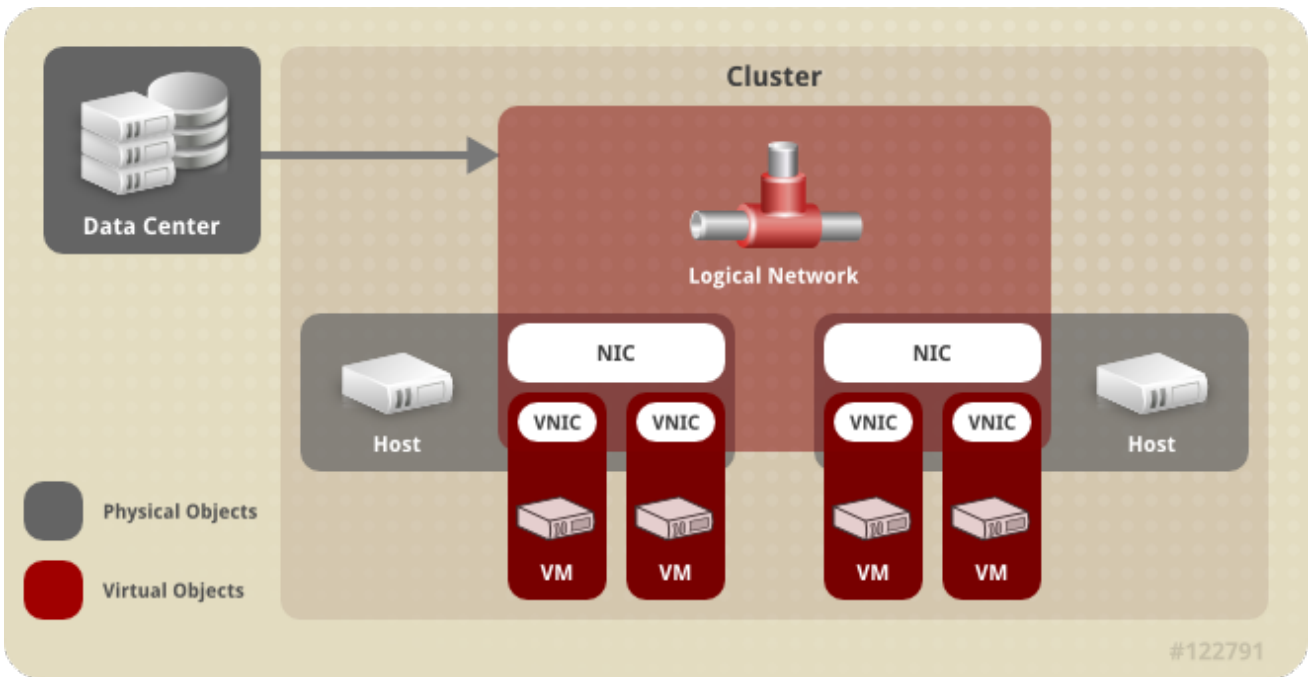 Cluster
Data Center
Logical Network
NIC
NIC
Host
VNIC
VNIC
VNIC
VNIC
Host
VM
VM
VM
VM
Physical Objects
Virtual Objects
#122791